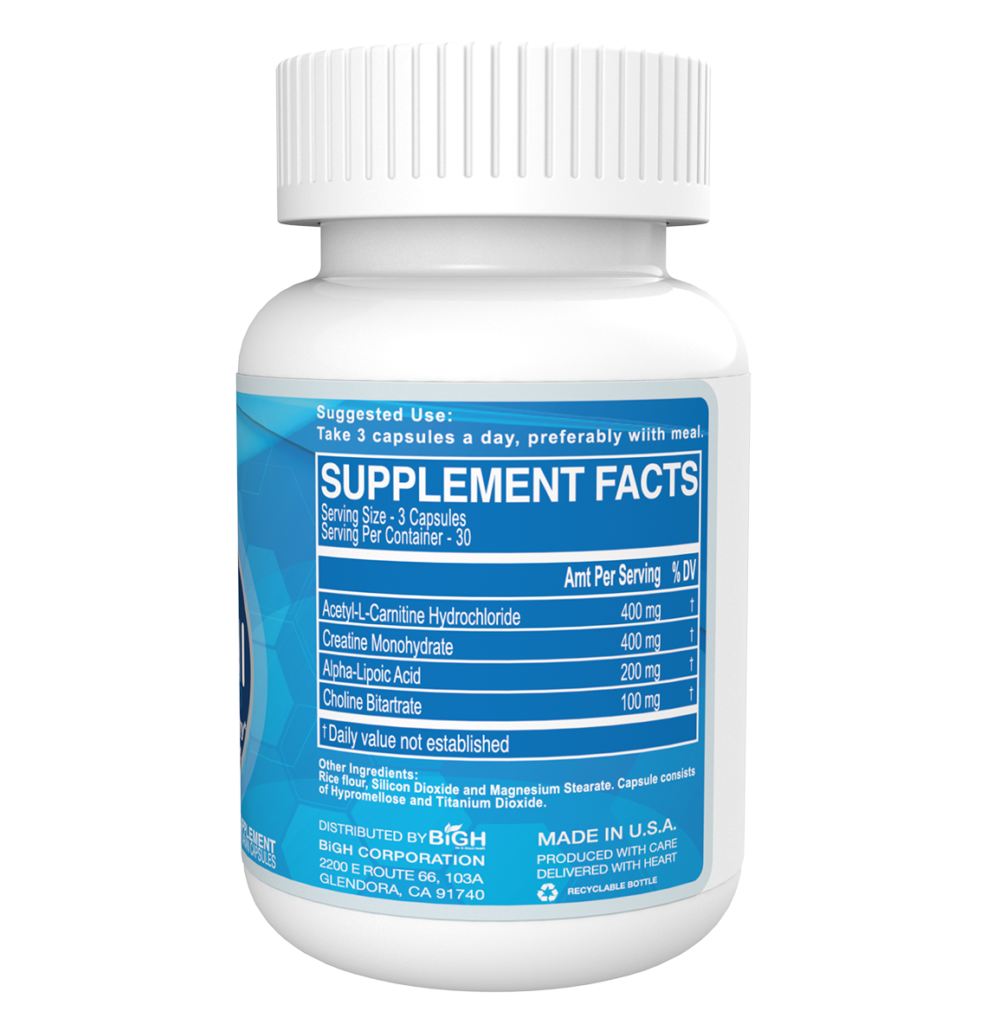 Suggested Use:
Take 3 capsules a day, preferably wiith meal.
SUPPLEMENT FACTS
Serving Size - 3 Capsules
Serving Per Container - 30
Amt Per Serving % DV
Acetyl-L-Carnitine Hydrochloride 400 mg †
Creatine Monohydrate 400 mg †
Alpha-Lipoic Acid 200 mg †
Choline Bitartrate 100 mg †
†Daily value not established
Other Ingredients:
Rice flour, Silicon Dioxide and Magnesium Stearate. Capsule consists
of Hypromellose and Titanium Dioxide.
DISTRIBUTED BY BiGH
BiGH CORPORATION
2200 E ROUTE 66, 103A
GLENDORA, CA 91740
MADE IN U.S.A.
PRODUCED WITH CARE
DELIVERED WITH HEART
RECYCLABLE BOTTLE